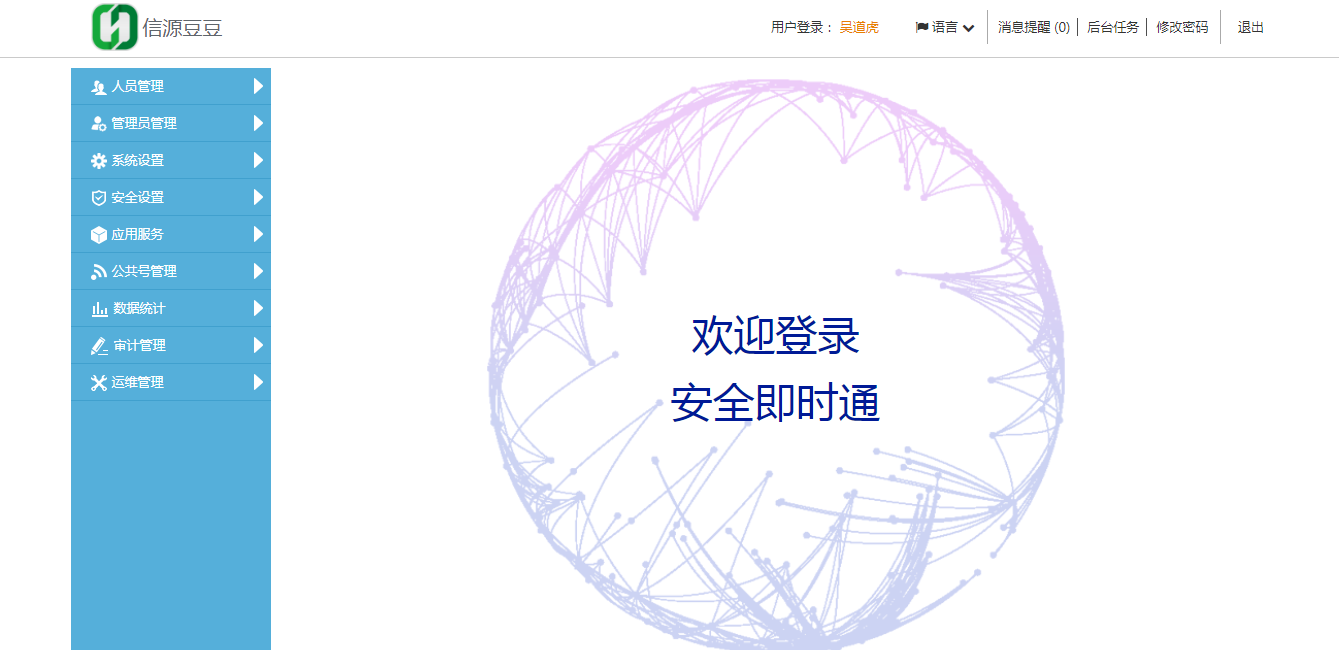 信源豆豆
用户登录： 吴道虎 语言 消息提醒 (0) 后台任务 修改密码 退出
人员管理
管理员管理
系统设置
安全设置
应用服务
公共号管理
数据统计
审计管理
运维管理
欢迎登录
安全即时通